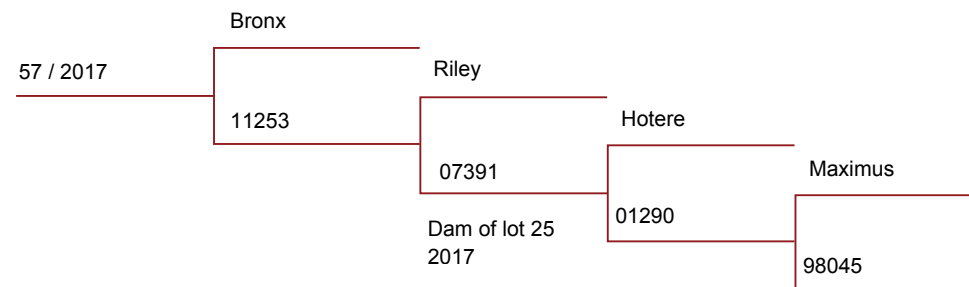 Bronx
57 / 2017
Riley
11253
Hotere
07391
Maximus
01290
Dam of lot 25
2017
98045